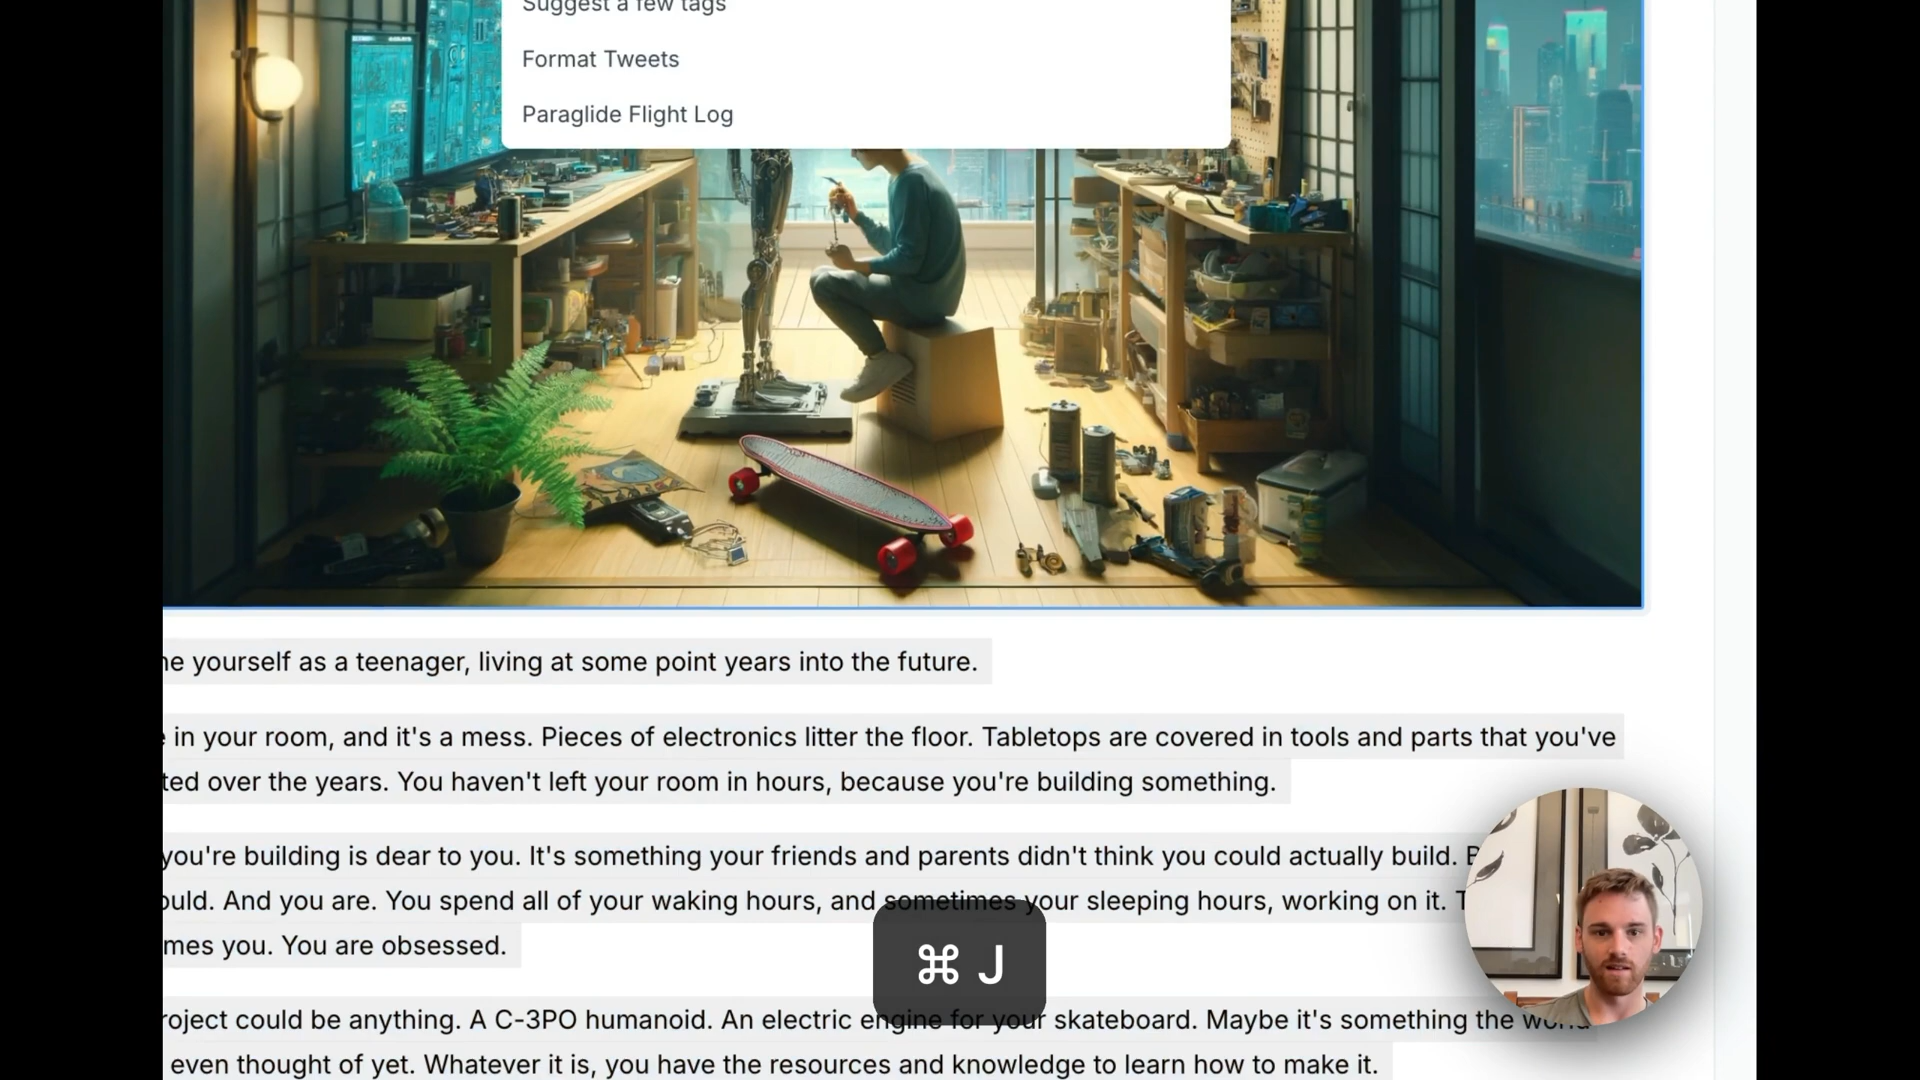 Suggest a few tags
Format Tweets
Paraglide Flight Log
yourself as a teenager, living at some point years into the future.
in your room, and it's a mess. Pieces of electronics litter the floor. Tabletops are covered in tools and parts that you've
over the years. You haven't left your room in hours, because you're building something.
you're building is dear to you. It's something your friends and parents didn't think you could actually build.
And you are. You spend all of your waking hours, and sometimes your sleeping hours, working on it.
you. You are obsessed.
⌘ J
could be anything. A C-3PO humanoid. An electric engine for your skateboard. Maybe it's something the
even thought of yet. Whatever it is, you have the resources and knowledge to learn how to make it.